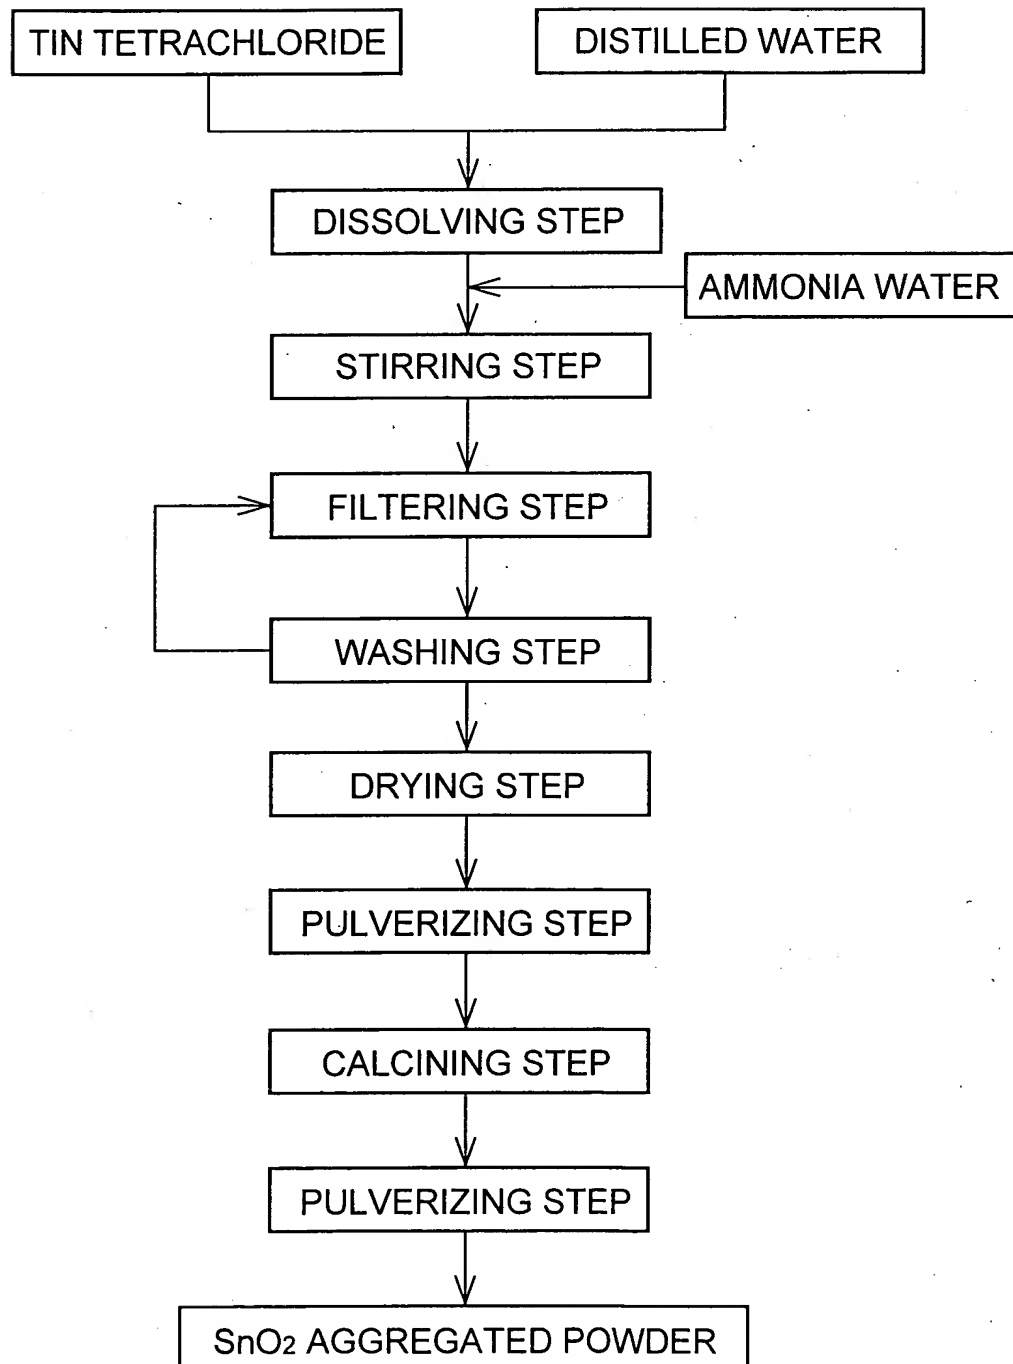 TIN TETRACHLORIDE
DISTILLED WATER
DISSOLVING STEP
AMMONIA WATER
STIRRING STEP
FILTERING STEP
WASHING STEP
DRYING STEP
PULVERIZING STEP
CALCINING STEP
PULVERIZING STEP
SnO2 AGGREGATED POWDER